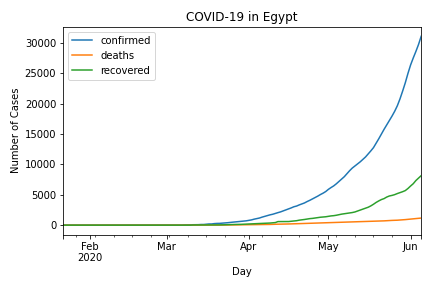 COVID-19 in Egypt
confirmed
deaths
recovered
Number of Cases
30000
25000
20000
15000
10000
5000
0
Feb
2020
Mar
Apr
May
Jun
Day